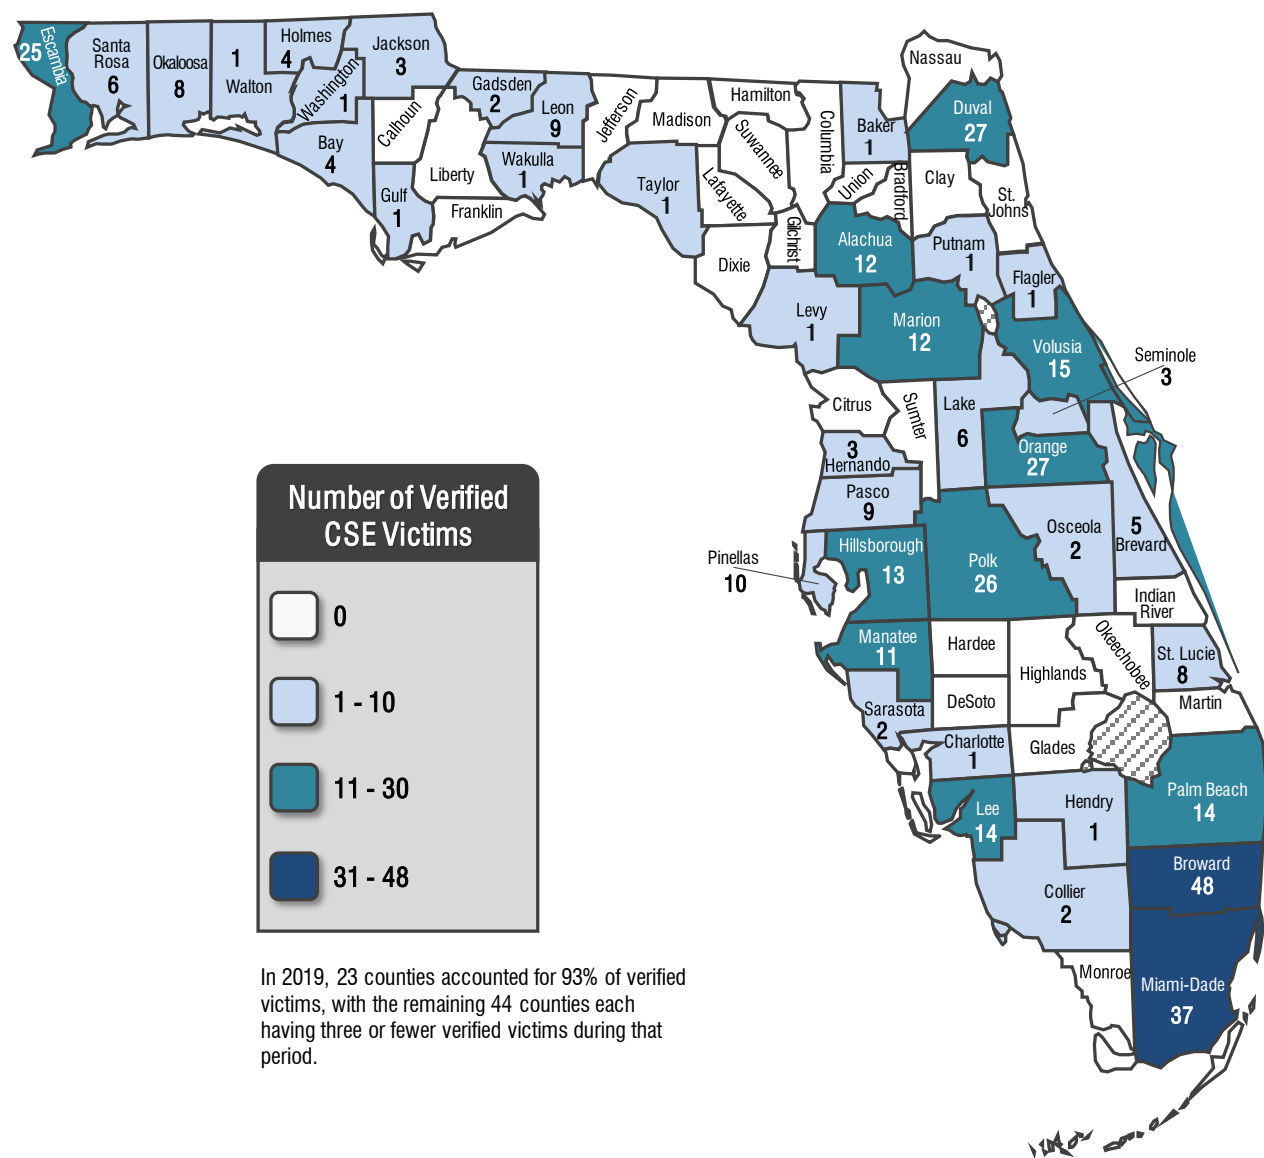 Escambia
25
Santa
Rosa
6
Okaloosa
8
1
Walton
Holmes
4
Washington
1
Jackson
3
Bay
4
Calhoun
Gulf
1
Liberty
Gadsden
2
Leon
9
Wakulla
1
Franklin
Jefferson
Madison
Taylor
1
Hamilton
Suwannee
Lafayette
Dixie
Columbia
Gilchrist
Baker
1
Union
Bradford
Nassau
Duval
27
Clay
St.
Johns
Alachua
12
Putnam
1
Flagler
1
Levy
1
Marion
12
Volusia
15
Seminole
3
Citrus
Sumter
Lake
6
Orange
27
3
Hernando
Pasco
9
Pinellas
10
Hillsborough
13
Polk
26
Osceola
2
5
Brevard
Indian
River
Manatee
11
Hardee
Highlands
Okeechobee
St. Lucie
8
Sarasota
2
DeSoto
Martin
Charlotte
1
Glades
Lee
14
Hendry
1
Palm Beach
14
Collier
2
Broward
48
Monroe
Miami-Dade
37
Number of Verified
CSE Victims
0
1 - 10
11 - 30
31 - 48
In 2019, 23 counties accounted for 93% of verified
victims, with the remaining 44 counties each
having three or fewer verified victims during that
period.